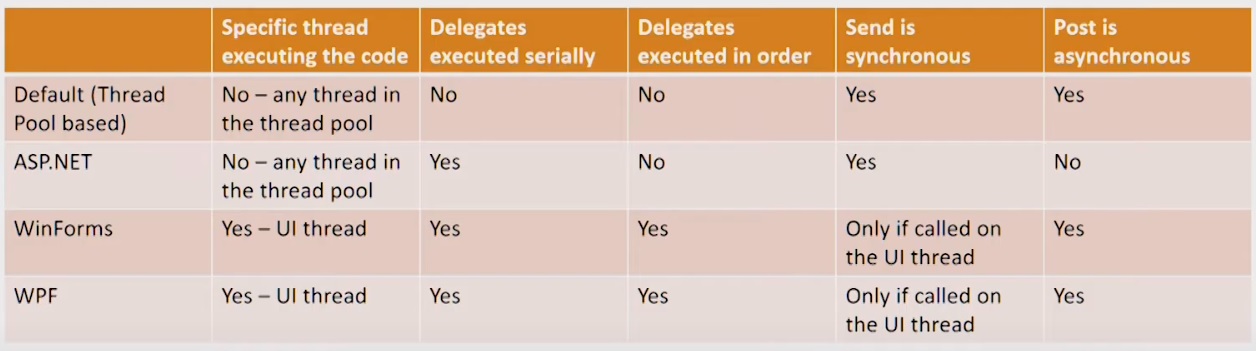 Specific thread
executing the code
Delegates
executed serially
Delegates
executed in order
Send is
synchronous
Post is
asynchronous
Default (Thread
Pool based)
No – any thread in
the thread pool
No
No
Yes
Yes
ASP.NET
No – any thread in
the thread pool
Yes
No
Yes
No
WinForms
Yes – UI thread
Yes
Yes
Only if called on
the UI thread
Yes
WPF
Yes – UI thread
Yes
Yes
Only if called on
the UI thread
Yes